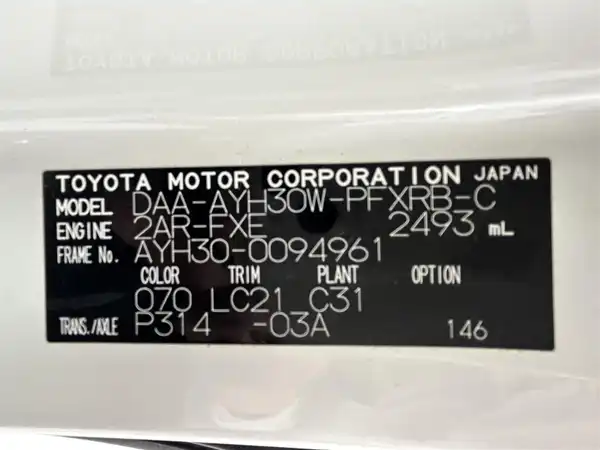 TOYOTA MOTOR CORPORATION JAPAN
MODEL DAA-AYH30W-PFXRB-C
ENGINE 2AR-FXE 2493 mL
FRAME No. AYH30-0094961
COLOR TRIM PLANT OPTION
070 LC21 C31
TRANS./AXLE P314 -03A 146